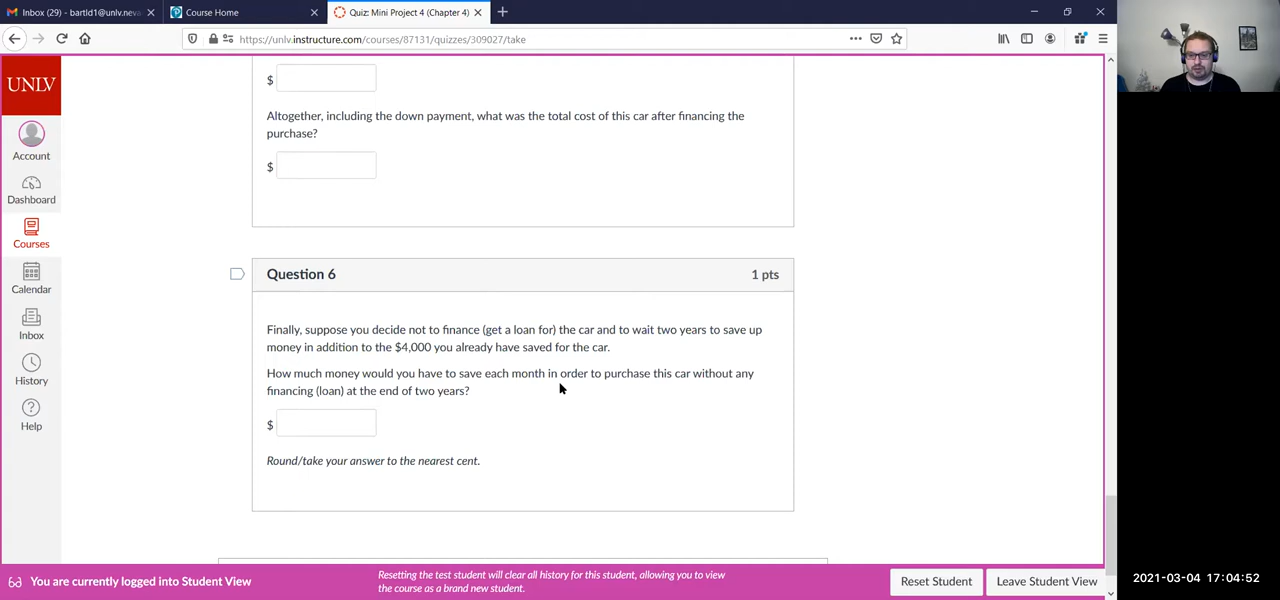 Inbox (29) - bartld1@unlv.neva
Course Home
Quiz: Mini Project 4 (Chapter 4)
https://unlv.instructure.com/courses/87131/quizzes/309027/take
UNLV
Account
Dashboard
Courses
Calendar
Inbox
History
Help
$
Altogether, including the down payment, what was the total cost of this car after financing the
purchase?
$
Question 6
1 pts
Finally, suppose you decide not to finance (get a loan for) the car and to wait two years to save up
money in addition to the $4,000 you already have saved for the car.
How much money would you have to save each month in order to purchase this car without any
financing (loan) at the end of two years?
$
Round/take your answer to the nearest cent.
You are currently logged into Student View
Resetting the test student will clear all history for this student, allowing you to view
the course as a brand new student.
Reset Student
Leave Student View
2021-03-04 17:04:52